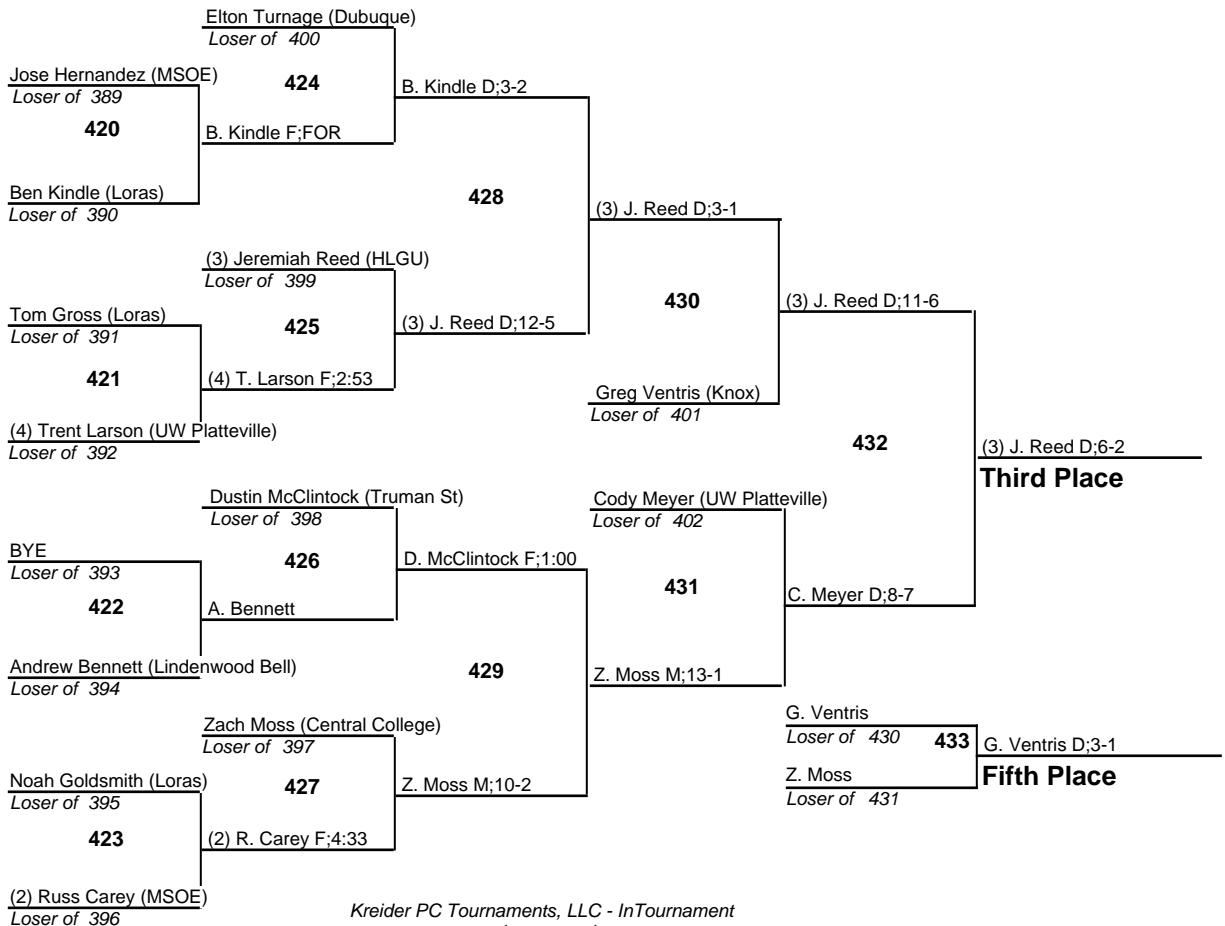 Elton Turnage (Dubuque)
Loser of 400
Jose Hernandez (MSOE)
Loser of 389
424
B. Kindle D;3-2
420
B. Kindle F;FOR
Ben Kindle (Loras)
Loser of 390
428
(3) J. Reed D;3-1
(3) Jeremiah Reed (HLGU)
Loser of 399
Tom Gross (Loras)
Loser of 391
425
(3) J. Reed D;12-5
430
(3) J. Reed D;11-6
421
(4) T. Larson F;2:53
Greg Ventris (Knox)
Loser of 401
(4) Trent Larson (UW Platteville)
Loser of 392
432
(3) J. Reed D;6-2
Third Place
Dustin McClintock (Truman St)
Loser of 398
Cody Meyer (UW Platteville)
Loser of 402
BYE
Loser of 393
426
D. McClintock F;1:00
422
A. Bennett
431
C. Meyer D;8-7
Andrew Bennett (Lindenwood Bell)
Loser of 394
429
Z. Moss M;13-1
Zach Moss (Central College)
Loser of 397
G. Ventris
Loser of 430
433
G. Ventris D;3-1
Fifth Place
Z. Moss
Loser of 431
Noah Goldsmith (Loras)
Loser of 395
427
Z. Moss M;10-2
423
(2) R. Carey F;4:33
(2) Russ Carey (MSOE)
Loser of 396
Kreider PC Tournaments, LLC - InTournament